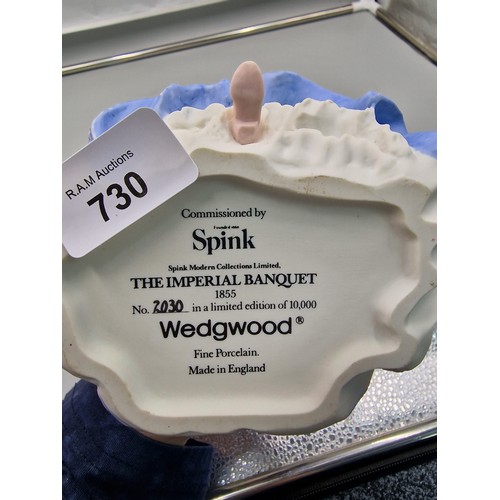 R.A.M Auctions
730
Commissioned by
Spink
Spink Modern Collections Limited,
THE IMPERIAL BANQUET
1855
No. 2030 in a limited edition of 10,000
Wedgwood®
Fine Porcelain.
Made in England